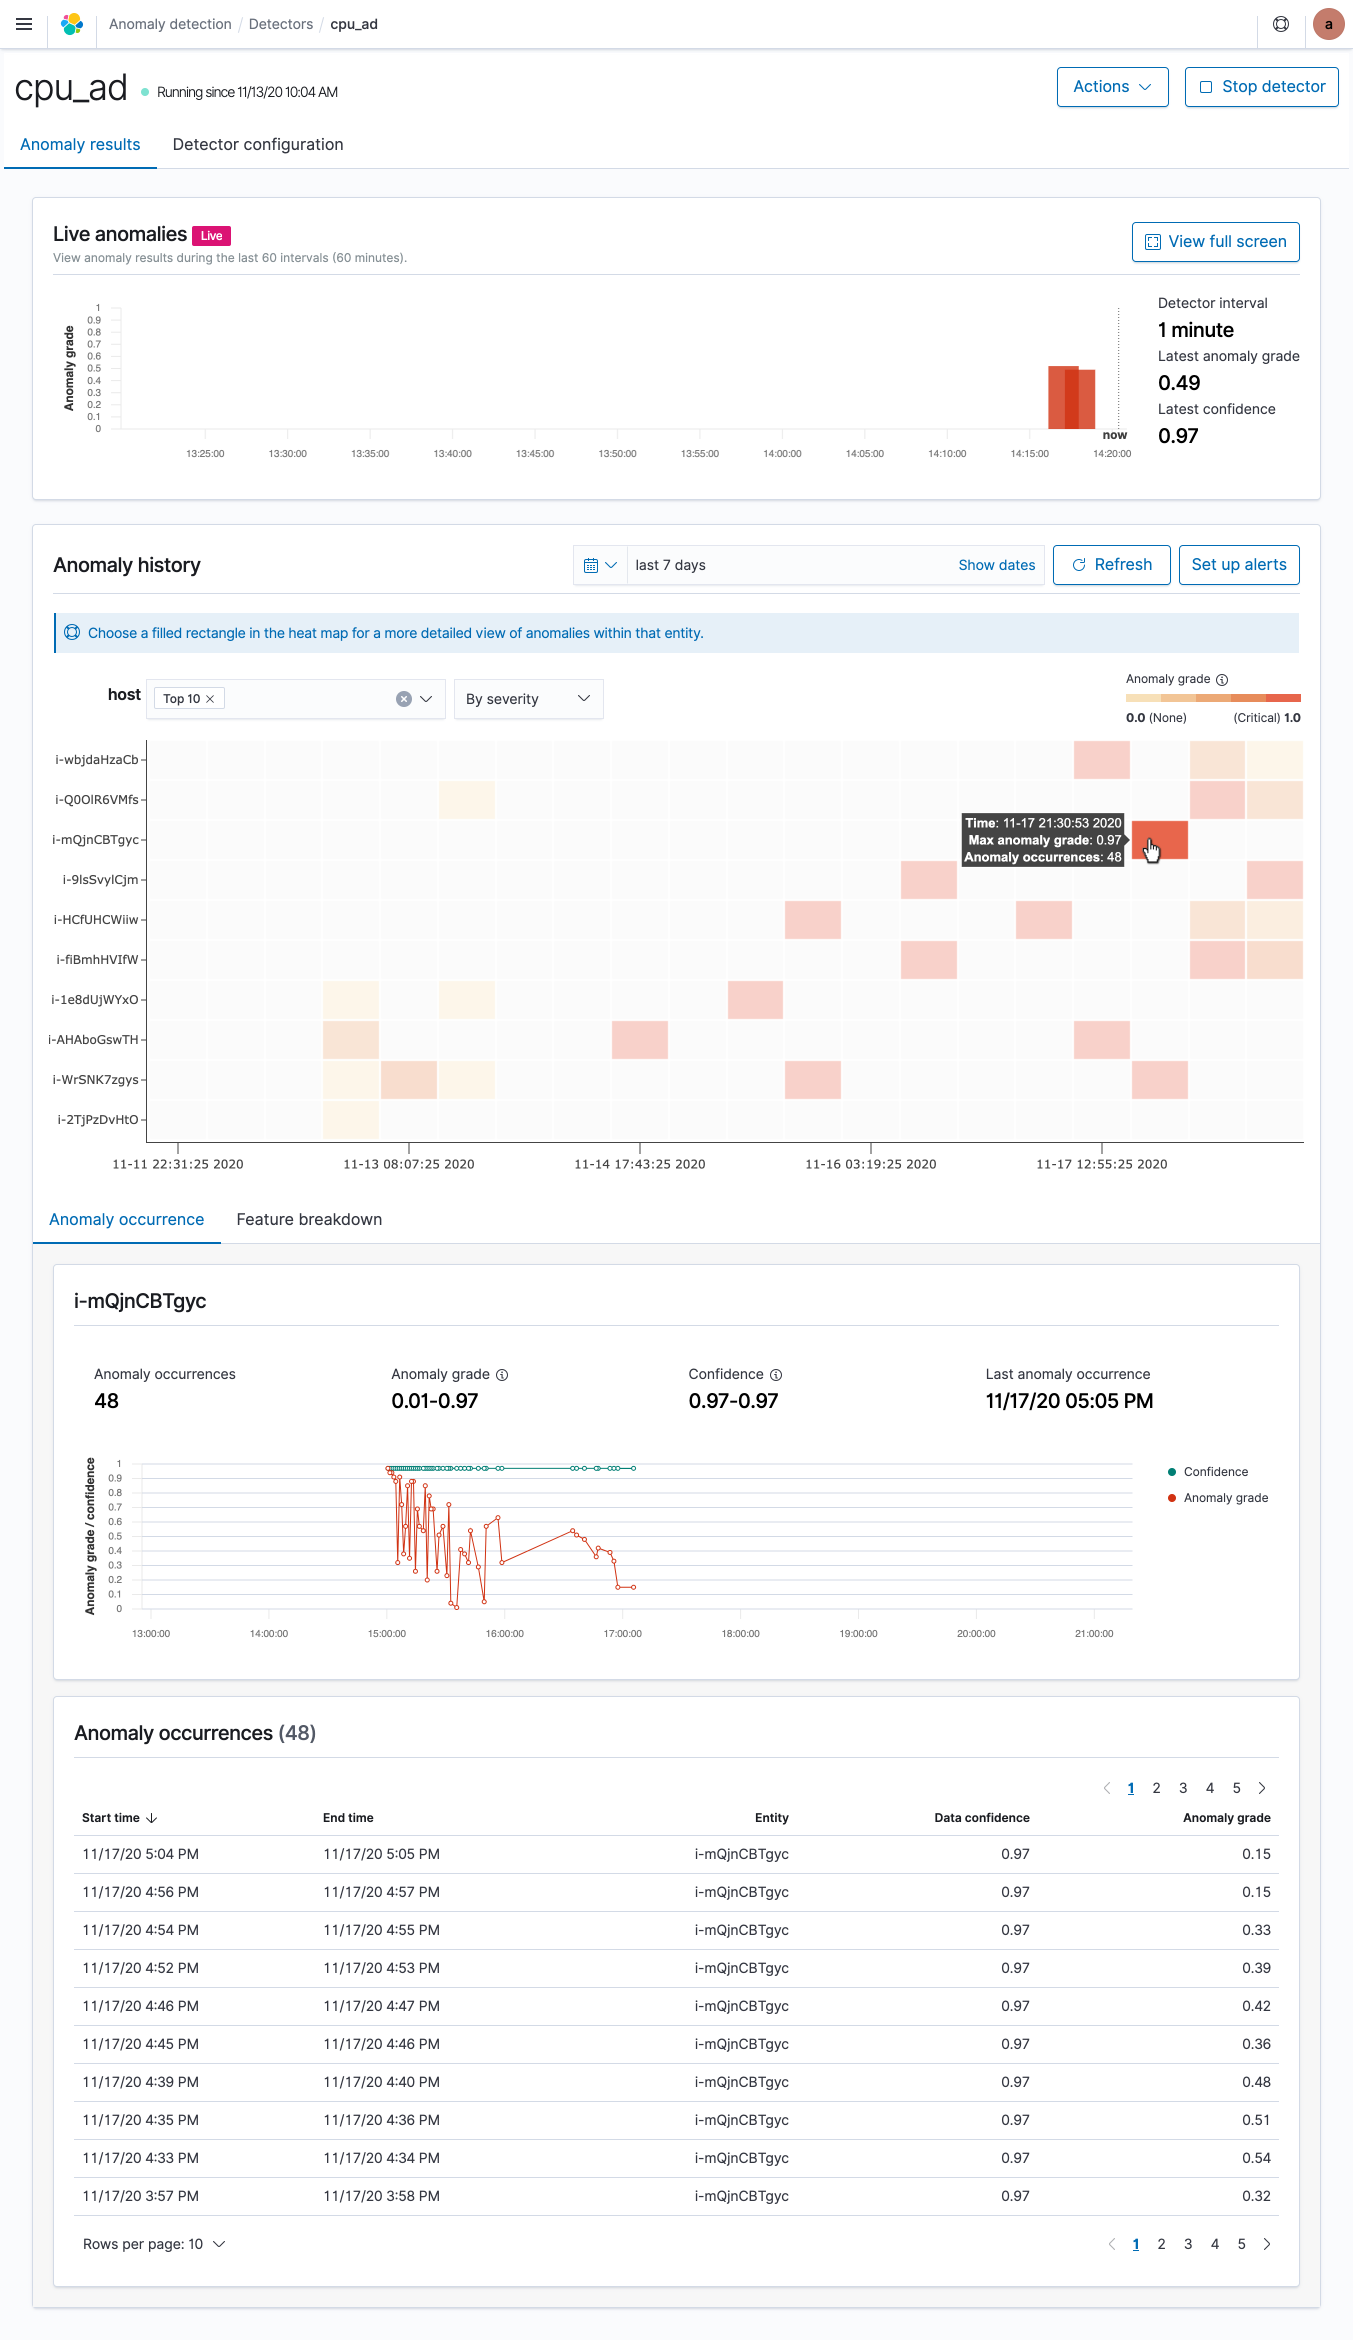 Anomaly detection / Detectors / cpu_ad
a
cpu_ad
Running since 11/13/20 10:04 AM
Actions
Stop detector
Anomaly results
Detector configuration
Live anomalies Live
View anomaly results during the last 60 intervals (60 minutes).
View full screen
Anomaly grade
1
0.9
0.8
0.7
0.6
0.5
0.4
0.3
0.2
0.1
0
now
13:25:00 13:30:00 13:35:00 13:40:00 13:45:00 13:50:00 13:55:00 14:00:00 14:05:00 14:10:00 14:15:00 14:20:00
Detector interval
1 minute
Latest anomaly grade
0.49
Latest confidence
0.97
Anomaly history
last 7 days
Show dates
Refresh
Set up alerts
Choose a filled rectangle in the heat map for a more detailed view of anomalies within that entity.
host
Top 10
By severity
Anomaly grade
0.0 (None) (Critical) 1.0
i-wbjdaHzaCb
i-Q0OlR6VMfs
i-mQjnCBTgyc
i-9lsSvylCjm
i-HCfUHCWiiw
i-fiBmhHVIfW
i-1e8dUjWYxO
i-AHAboGswTH
i-WrSNK7zgys
i-2TjPzDvHtO
Time: 11-17 21:30:53 2020
Max anomaly grade: 0.97
Anomaly occurrences: 48
11-11 22:31:25 2020 11-13 08:07:25 2020 11-14 17:43:25 2020 11-16 03:19:25 2020 11-17 12:55:25 2020
Anomaly occurrence
Feature breakdown
i-mQjnCBTgyc
Anomaly occurrences
48
Anomaly grade
0.01-0.97
Confidence
0.97-0.97
Last anomaly occurrence
11/17/20 05:05 PM
Anomaly grade / confidence
1
0.9
0.8
0.7
0.6
0.5
0.4
0.3
0.2
0.1
0
13:00:00 14:00:00 15:00:00 16:00:00 17:00:00 18:00:00 19:00:00 20:00:00 21:00:00
Confidence
Anomaly grade
Anomaly occurrences (48)
1 2 3 4 5
Start time End time Entity Data confidence Anomaly grade
11/17/20 5:04 PM 11/17/20 5:05 PM i-mQjnCBTgyc 0.97 0.15
11/17/20 4:56 PM 11/17/20 4:57 PM i-mQjnCBTgyc 0.97 0.15
11/17/20 4:54 PM 11/17/20 4:55 PM i-mQjnCBTgyc 0.97 0.33
11/17/20 4:52 PM 11/17/20 4:53 PM i-mQjnCBTgyc 0.97 0.39
11/17/20 4:46 PM 11/17/20 4:47 PM i-mQjnCBTgyc 0.97 0.42
11/17/20 4:45 PM 11/17/20 4:46 PM i-mQjnCBTgyc 0.97 0.36
11/17/20 4:39 PM 11/17/20 4:40 PM i-mQjnCBTgyc 0.97 0.48
11/17/20 4:35 PM 11/17/20 4:36 PM i-mQjnCBTgyc 0.97 0.51
11/17/20 4:33 PM 11/17/20 4:34 PM i-mQjnCBTgyc 0.97 0.54
11/17/20 3:57 PM 11/17/20 3:58 PM i-mQjnCBTgyc 0.97 0.32
Rows per page: 10
1 2 3 4 5